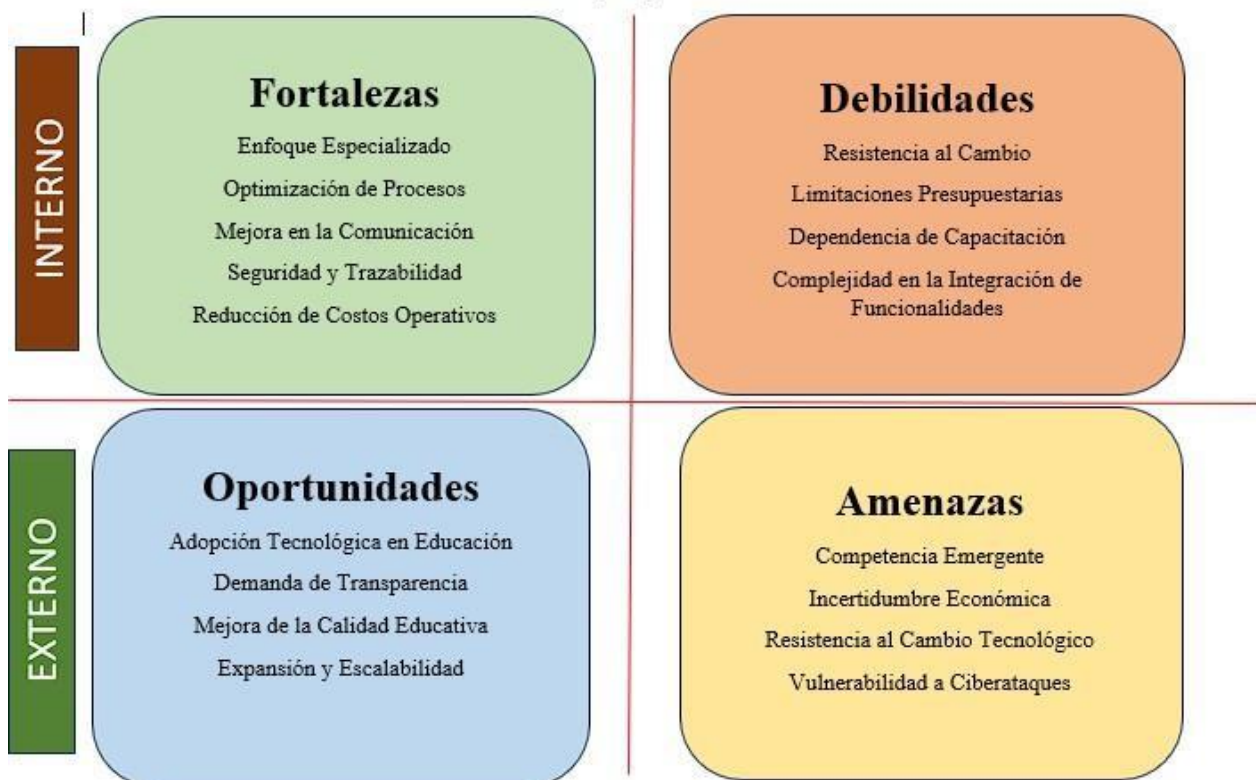 INTERNO
Fortalezas
Enfoque Especializado
Optimización de Procesos
Mejora en la Comunicación
Seguridad y Trazabilidad
Reducción de Costos Operativos
Debilidades
Resistencia al Cambio
Limitaciones Presupuestarias
Dependencia de Capacitación
Complejidad en la Integración de
Funcionalidades
EXTERNO
Oportunidades
Adopción Tecnológica en Educación
Demanda de Transparencia
Mejora de la Calidad Educativa
Expansión y Escalabilidad
Amenazas
Competencia Emergente
Incertidumbre Económica
Resistencia al Cambio Tecnológico
Vulnerabilidad a Ciberataques